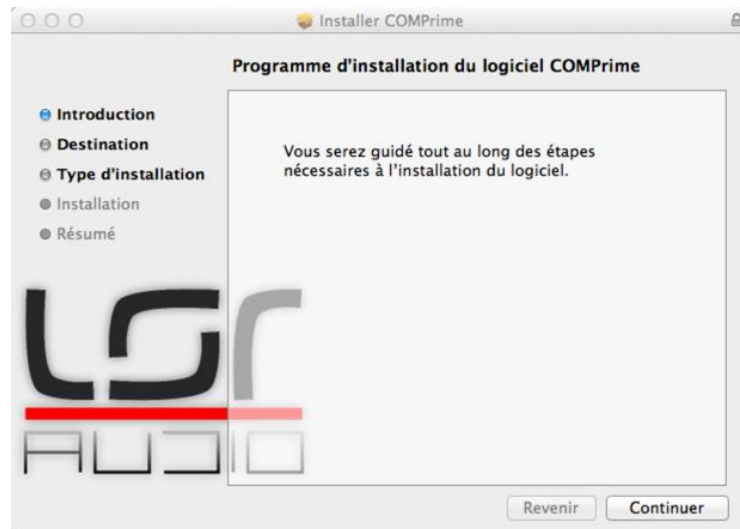 Installer COMPrime
Programme d'installation du logiciel COMPrime
Introduction
Destination
Type d'installation
Installation
Résumé
Vous serez guidé tout au long des étapes
nécessaires à l'installation du logiciel.
LSR
AUDIO
Revenir
Continuer